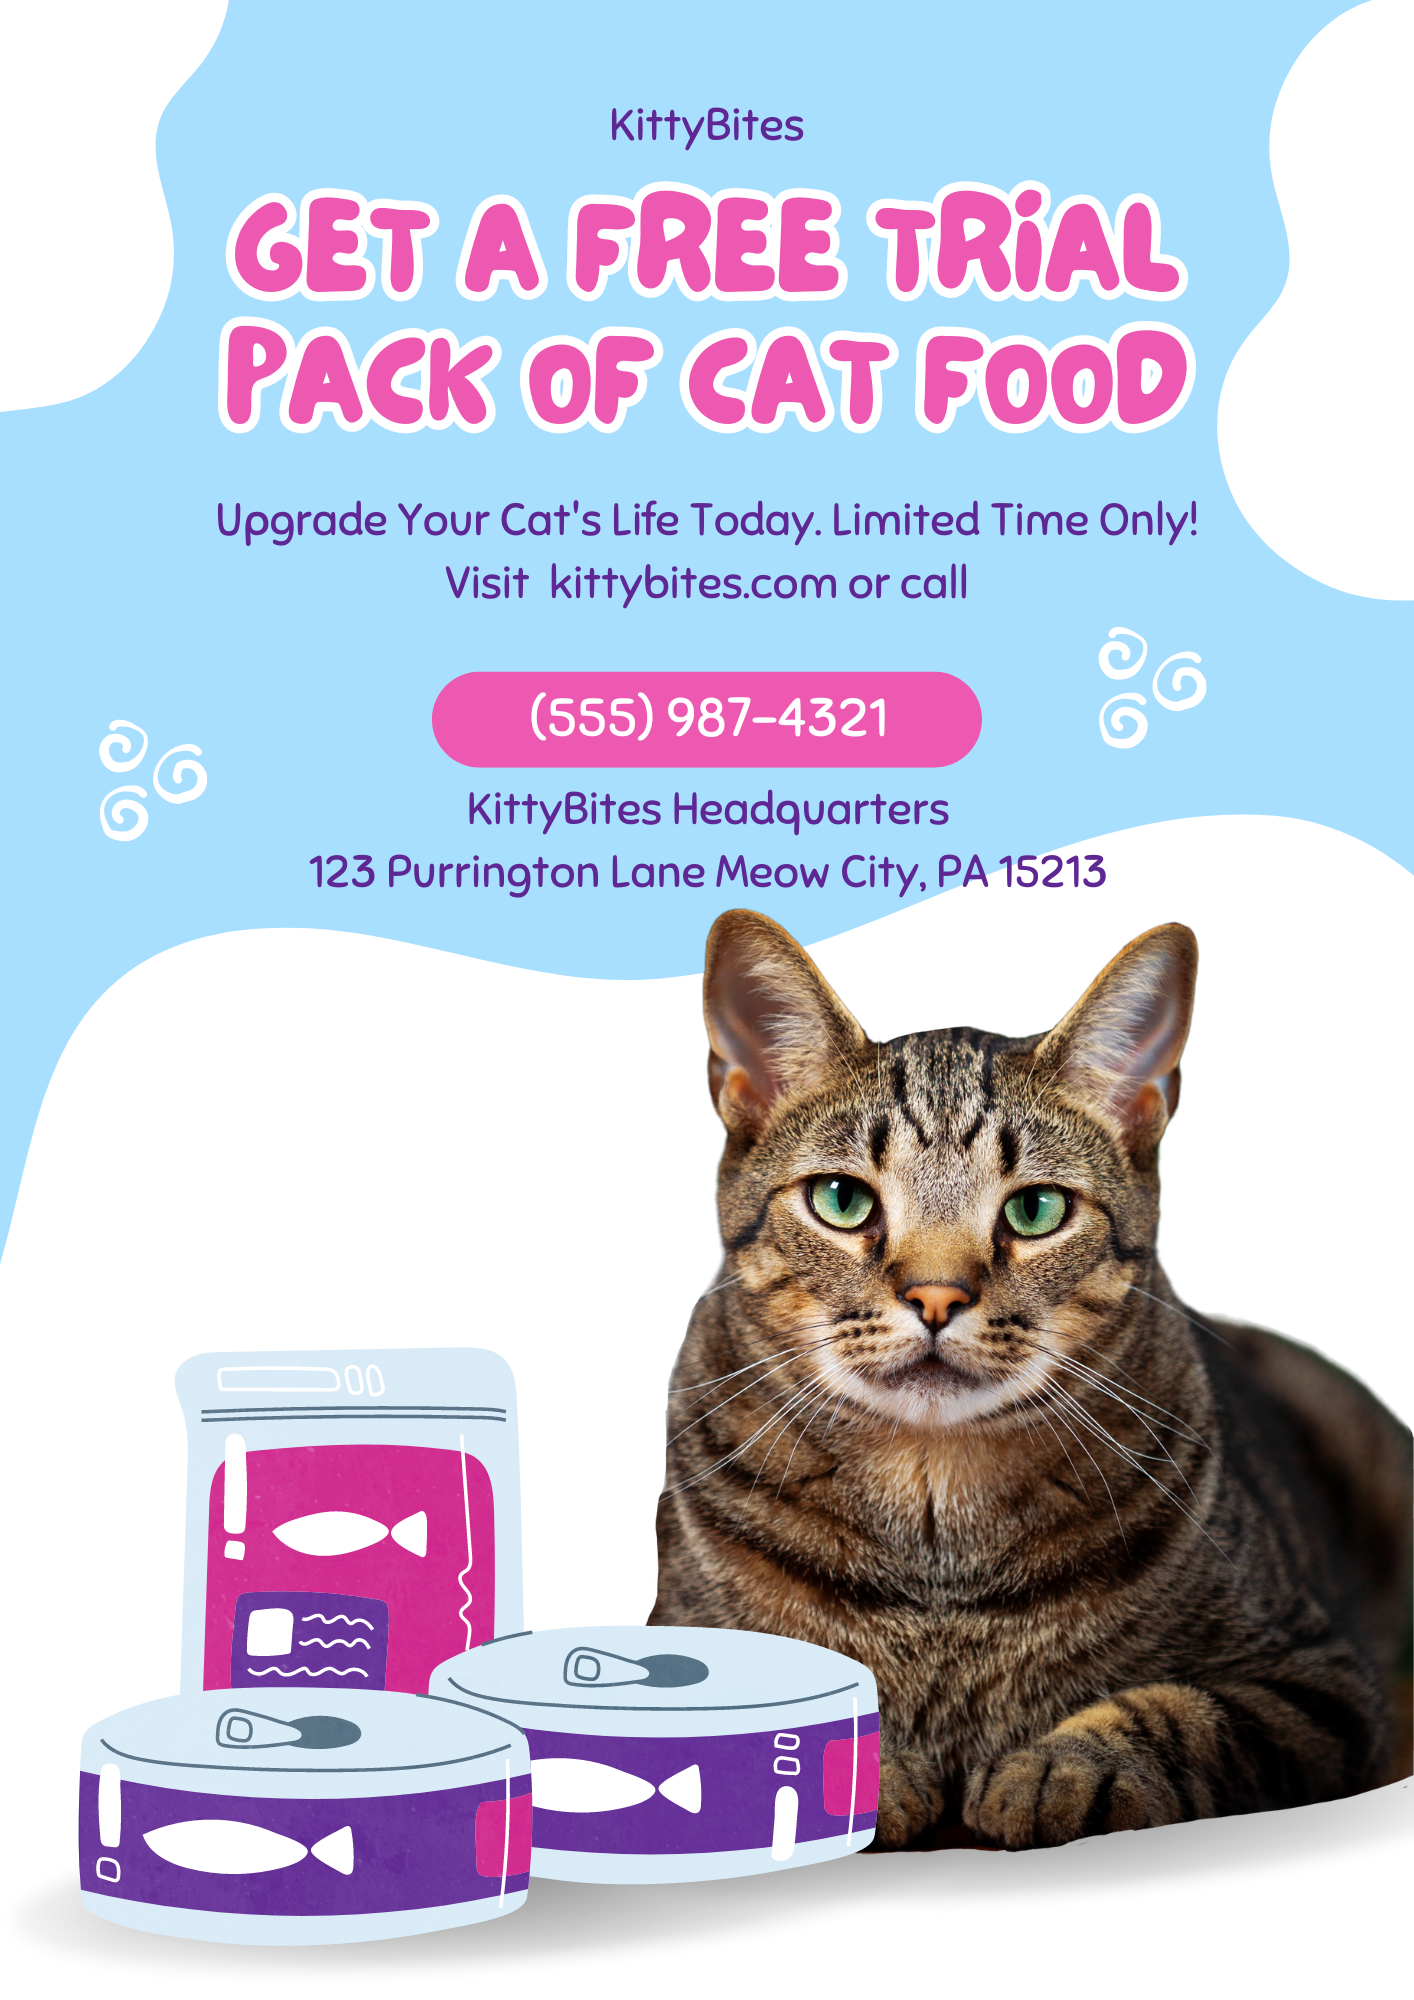 KittyBites
GET A FREE TRiAL
PACK OF CAT FOOD
Upgrade Your Cat's Life Today. Limited Time Only!
Visit  kittybites.com or call
(555) 987-4321
KittyBites Headquarters
123 Purrington Lane Meow City, PA 15213